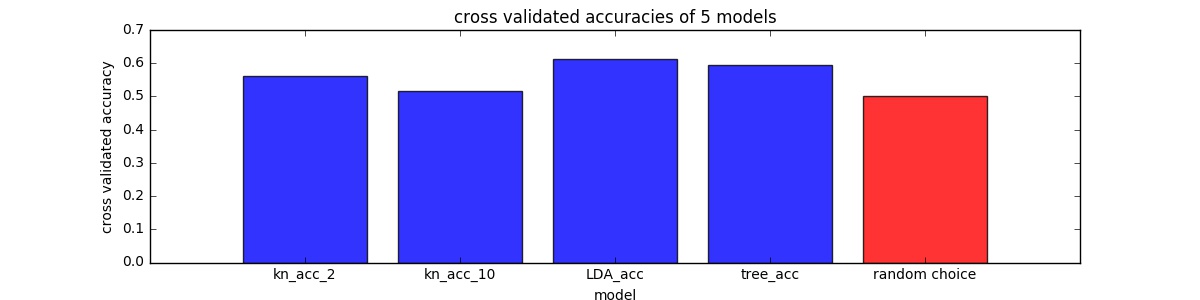 cross validated accuracies of 5 models
cross validated accuracy
0.7
0.6
0.5
0.4
0.3
0.2
0.1
0.0
kn_acc_2 kn_acc_10 LDA_acc tree_acc random choice
model